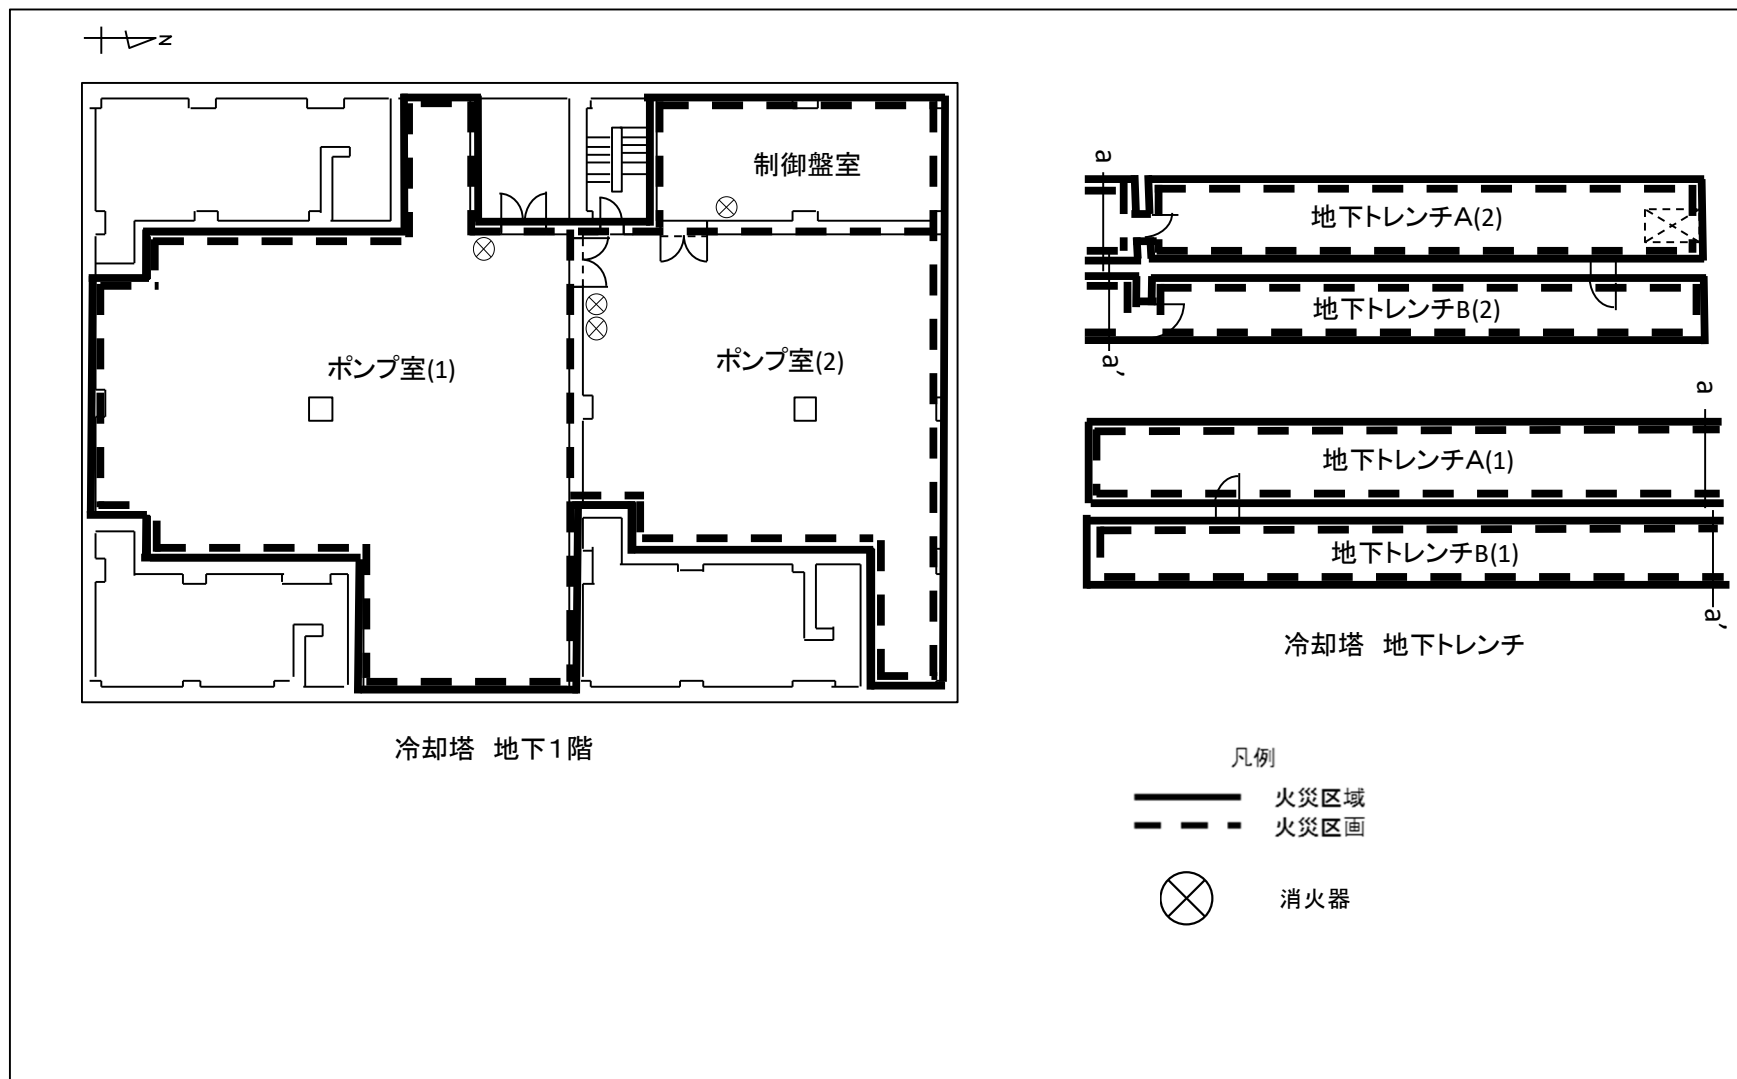 N
制御盤室
ポンプ室(1)
ポンプ室(2)
冷却塔 地下1階
a
地下トレンチA(2)
地下トレンチB(2)
a’
a
地下トレンチA(1)
地下トレンチB(1)
a’
冷却塔 地下トレンチ
凡例
火災区域
火災区画
消火器